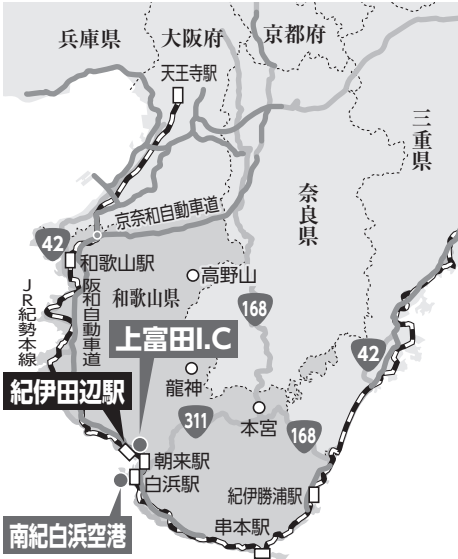 兵庫県
大阪府
京都府
天王寺駅
三重県
奈良県
京奈和自動車道
42
和歌山駅
高野山
JR紀勢本線
阪和自動車道
和歌山県
168
上富田I.C
42
龍神
紀伊田辺駅
311
本宮
168
朝来駅
白浜駅
紀伊勝浦駅
南紀白浜空港
串本駅